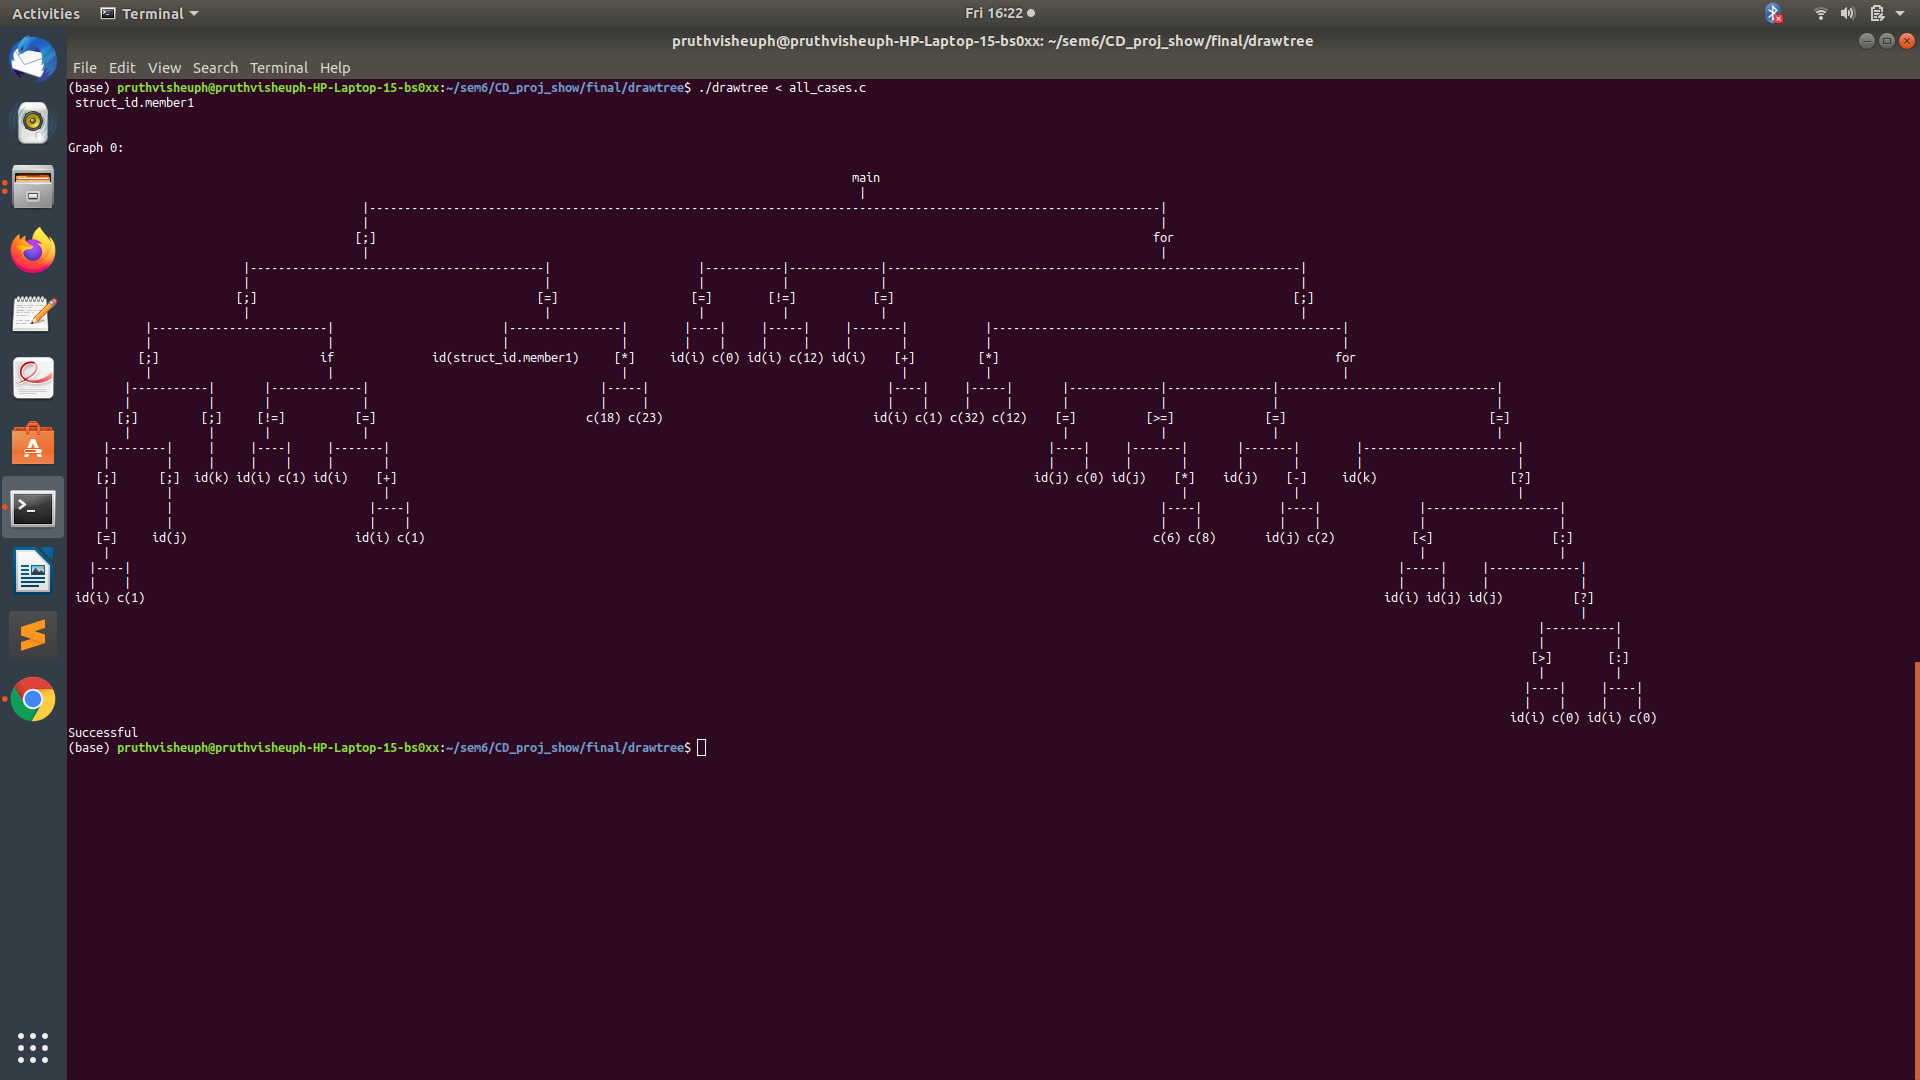 Activities Terminal Fri 16:22
pruthvisheuph@pruthvisheuph-HP-Laptop-15-bs0xx: ~/sem6/CD_proj_show/final/drawtree
File Edit View Search Terminal Help
(base) pruthvisheuph@pruthvisheuph-HP-Laptop-15-bs0xx:~/sem6/CD_proj_show/final/drawtree$ ./drawtree < all_cases.c
struct_id.member1
Graph 0:
main
[;] for
[;] [=] [=] [!=] [=] [;]
[;] if id(struct_id.member1) [*] id(i) c(0) id(i) c(12) id(i) [+] [*] for
[;] [;] [!=] [=] c(18) c(23) id(i) c(1) c(32) c(12) [=] [>=] [=] [=]
[;] [;] id(k) id(i) c(1) id(i) [+] id(j) c(0) id(j) [*] id(j) [-] id(k) [?]
[=] id(j) id(i) c(1) c(6) c(8) id(j) c(2) [<] [:]
id(i) c(1) id(i) id(j) id(j) [?]
[>] [:]
id(i) c(0) id(i) c(0)
Successful
(base) pruthvisheuph@pruthvisheuph-HP-Laptop-15-bs0xx:~/sem6/CD_proj_show/final/drawtree$